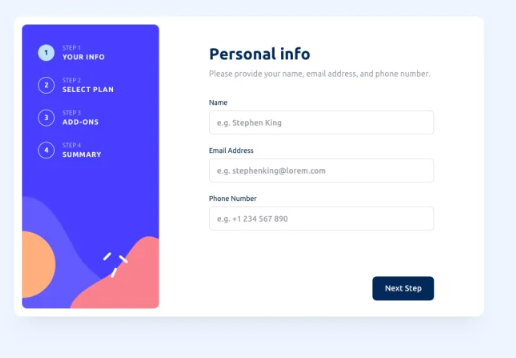 1
STEP 1
YOUR INFO
2
STEP 2
SELECT PLAN
3
STEP 3
ADD-ONS
4
STEP 4
SUMMARY
Personal info
Please provide your name, email address, and phone number.
Name
e.g. Stephen King
Email Address
e.g. stephenking@lorem.com
Phone Number
e.g. +1 234 567 890
Next Step